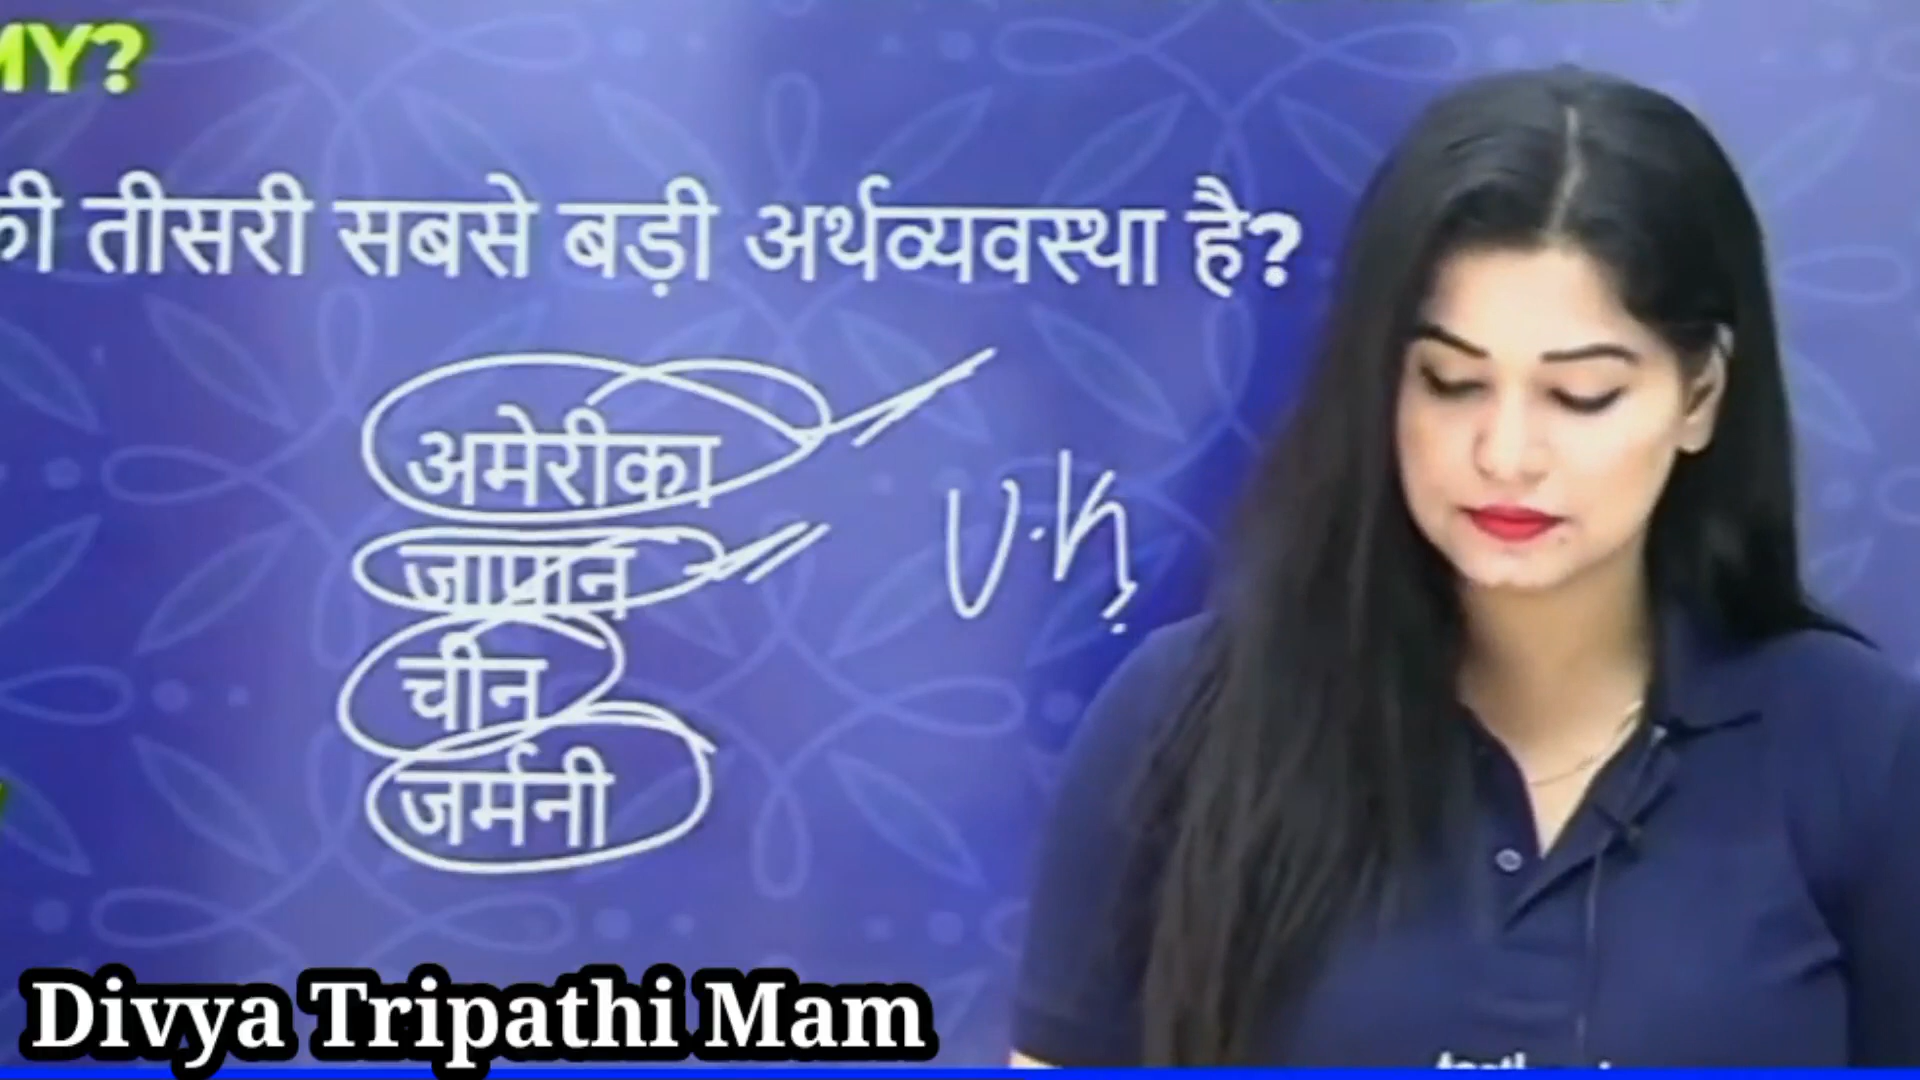 MY?
की तीसरी सबसे बड़ी अर्थव्यवस्था है?
अमेरीका
जापान
U.K
चीन
जर्मनी
Divya Tripathi Mam